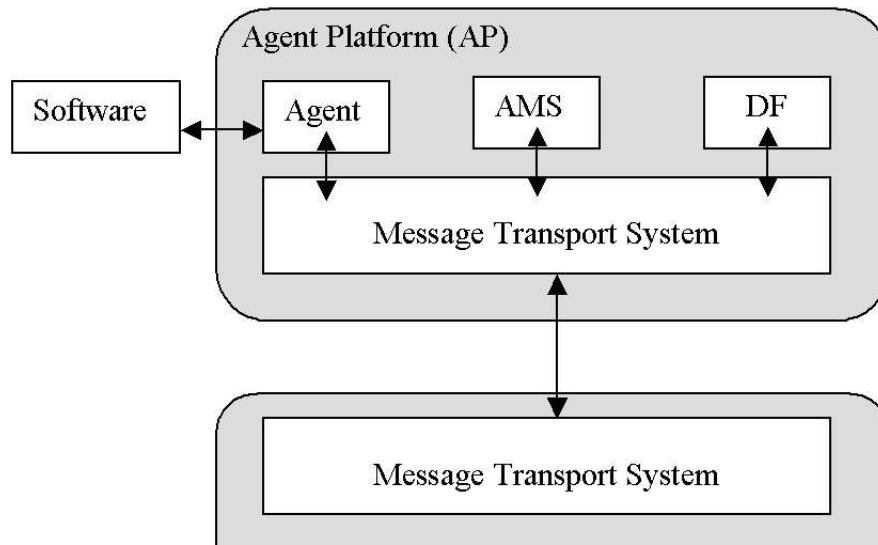 Agent Platform (AP)
Software
Agent
AMS
DF
Message Transport System
Message Transport System